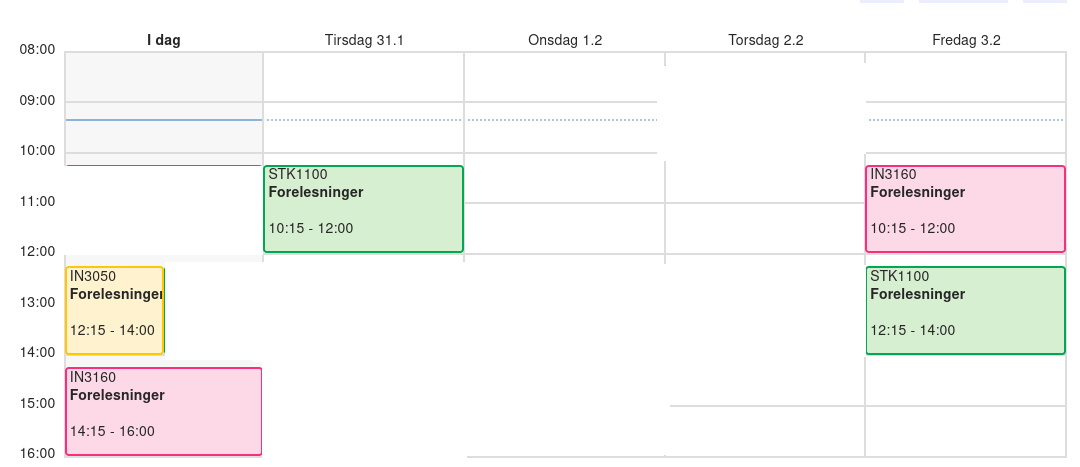 I dag
Tirsdag 31.1
Onsdag 1.2
Torsdag 2.2
Fredag 3.2
08:00
09:00
10:00
11:00
12:00
13:00
14:00
15:00
16:00
IN3050
Forelesninger
12:15 - 14:00
IN3160
Forelesninger
14:15 - 16:00
STK1100
Forelesninger
10:15 - 12:00
IN3160
Forelesninger
10:15 - 12:00
STK1100
Forelesninger
12:15 - 14:00